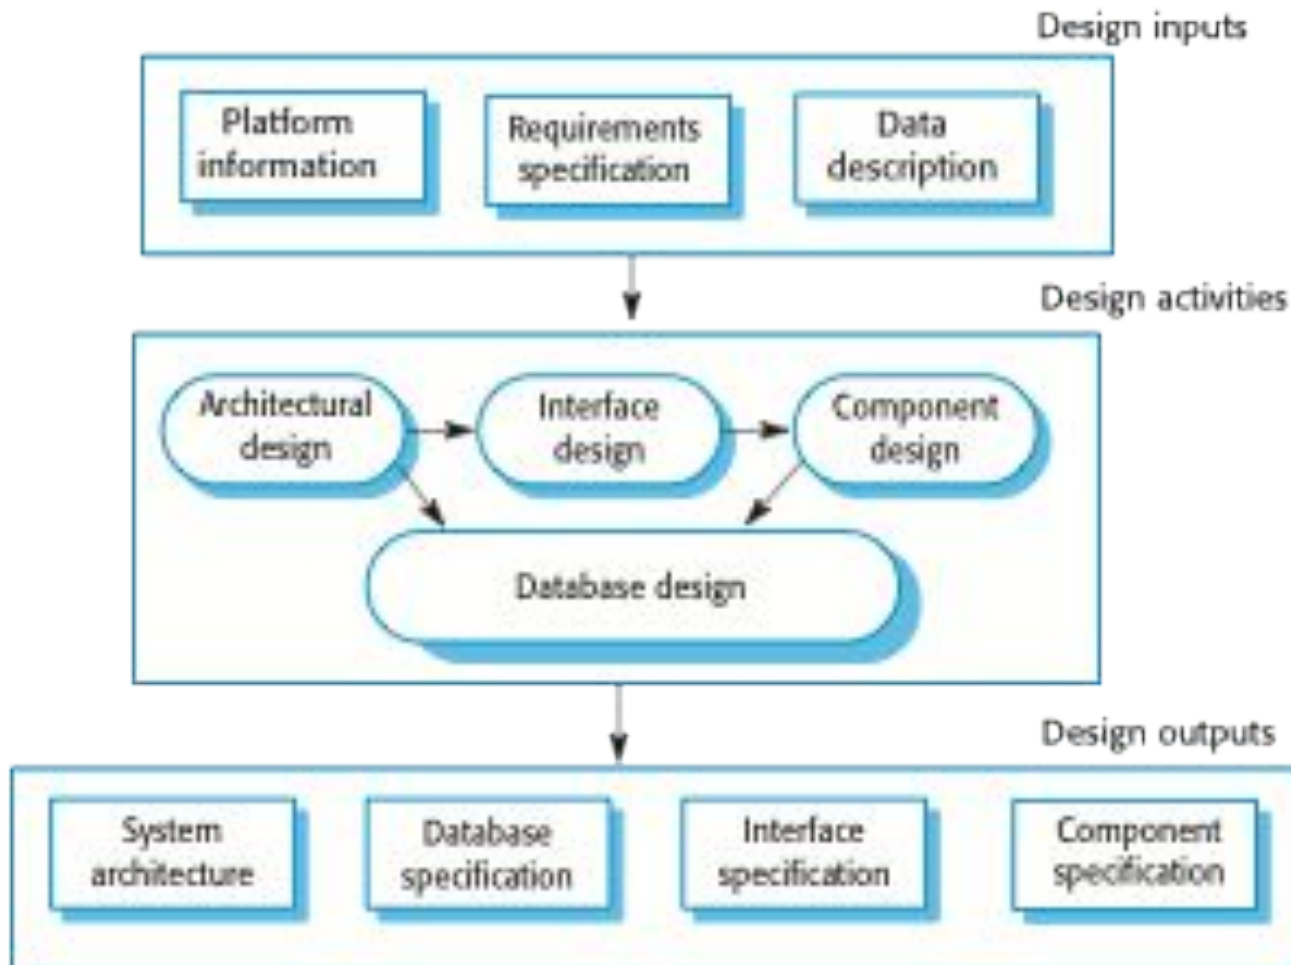 Design inputs
Platform
information
Requirements
specification
Data
description
Design activities
Architectural
design
Interface
design
Component
design
Database design
Design outputs
System
architecture
Database
specification
Interface
specification
Component
specification